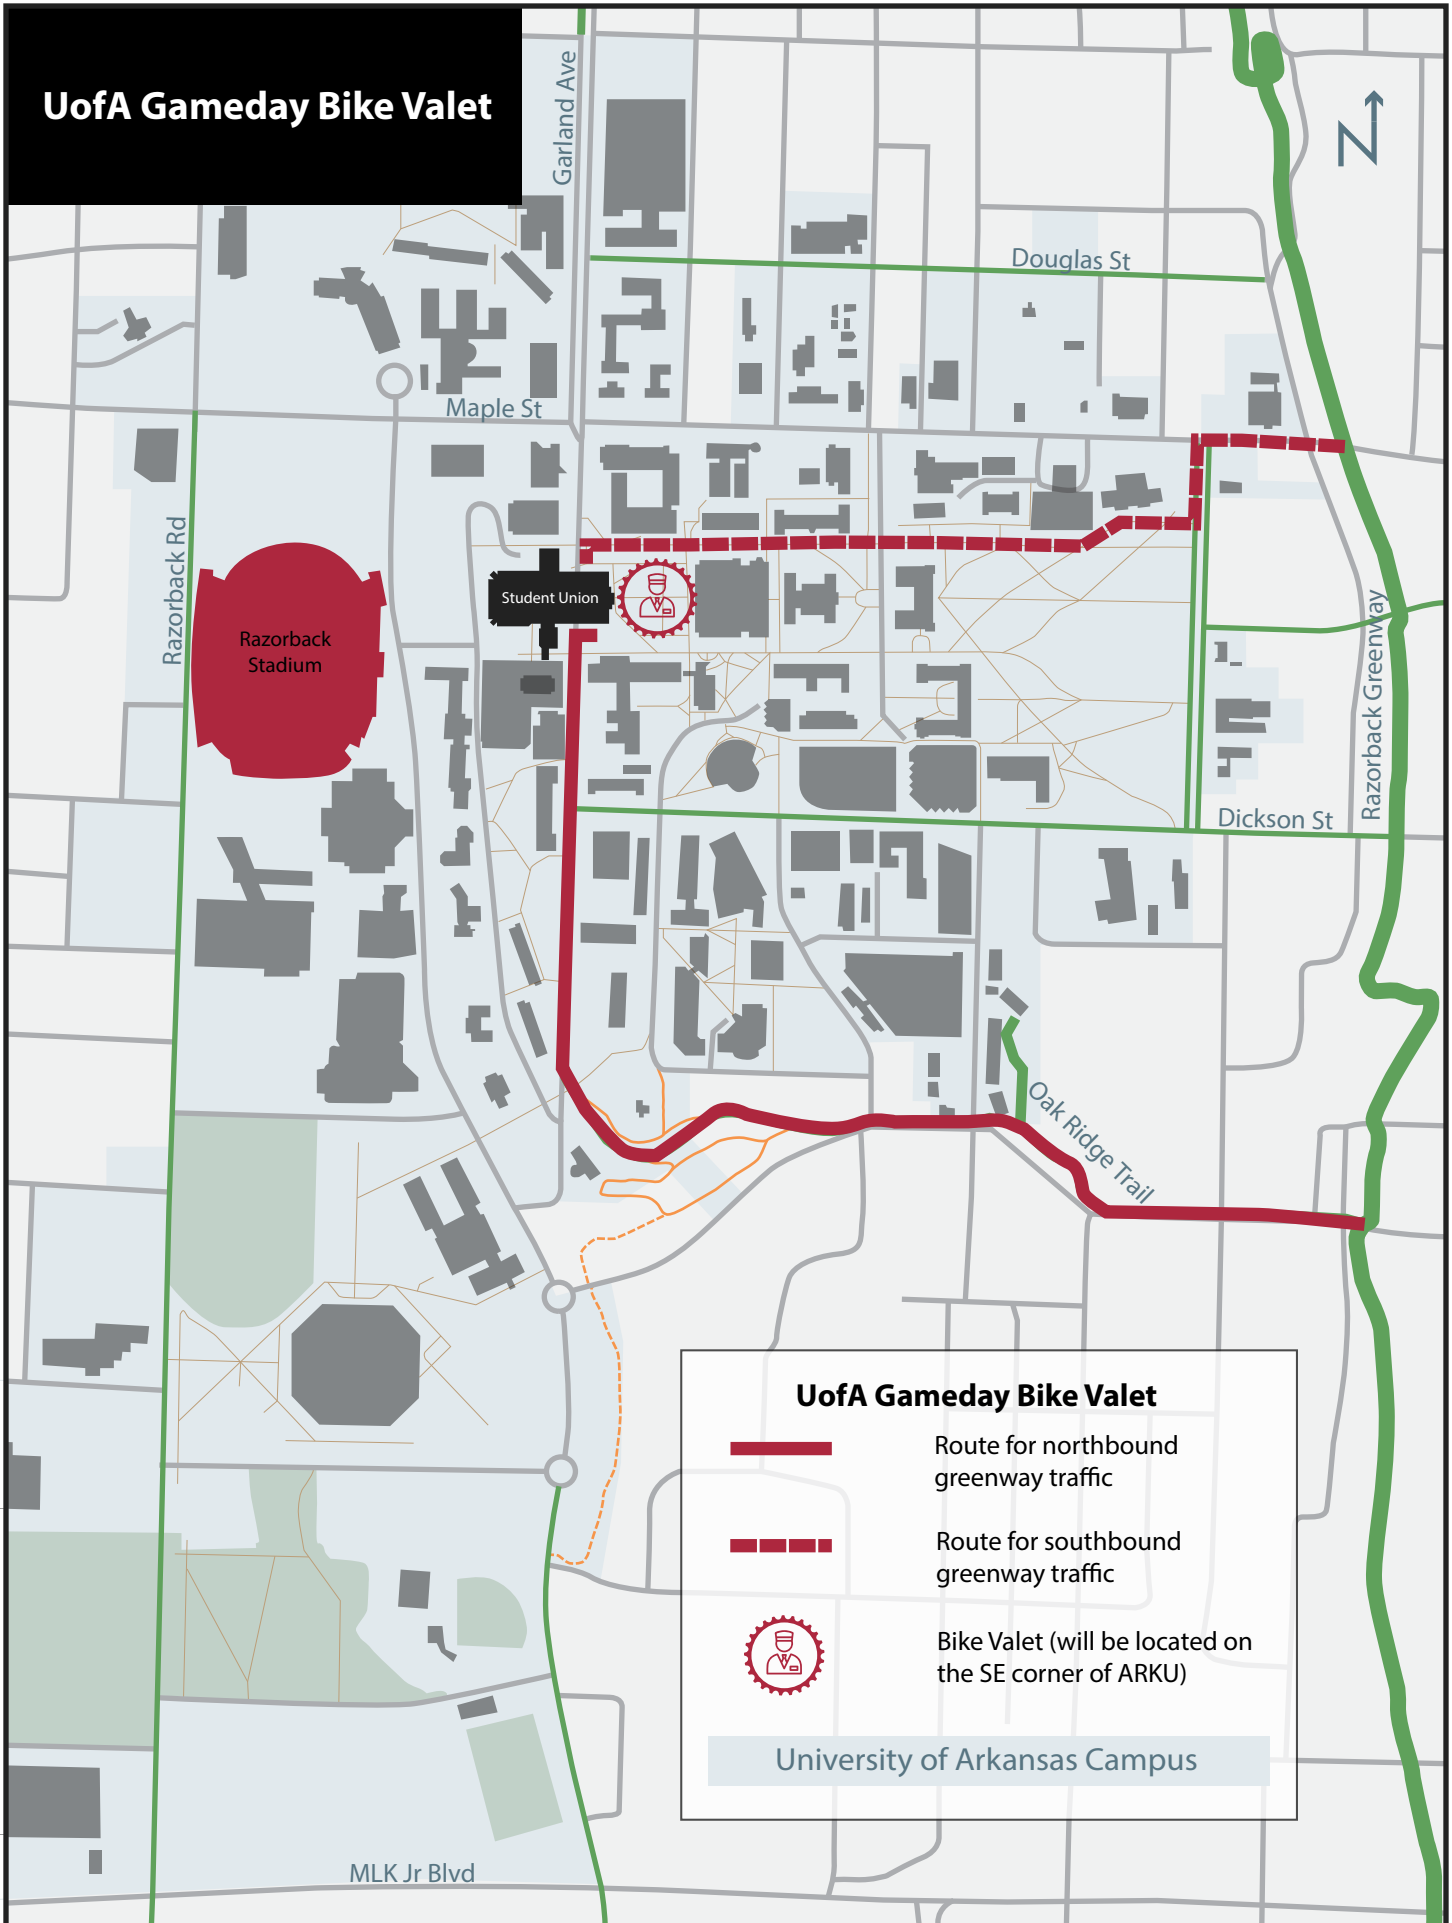 UofA Gameday Bike Valet
Garland Ave
N
Douglas St
Maple St
Razorback Rd
Student Union
Razorback
Stadium
Razorback Greenway
Dickson St
Oak Ridge Trail
UofA Gameday Bike Valet
Route for northbound
greenway traffic
Route for southbound
greenway traffic
Bike Valet (will be located on
the SE corner of ARKU)
University of Arkansas Campus
MLK Jr Blvd